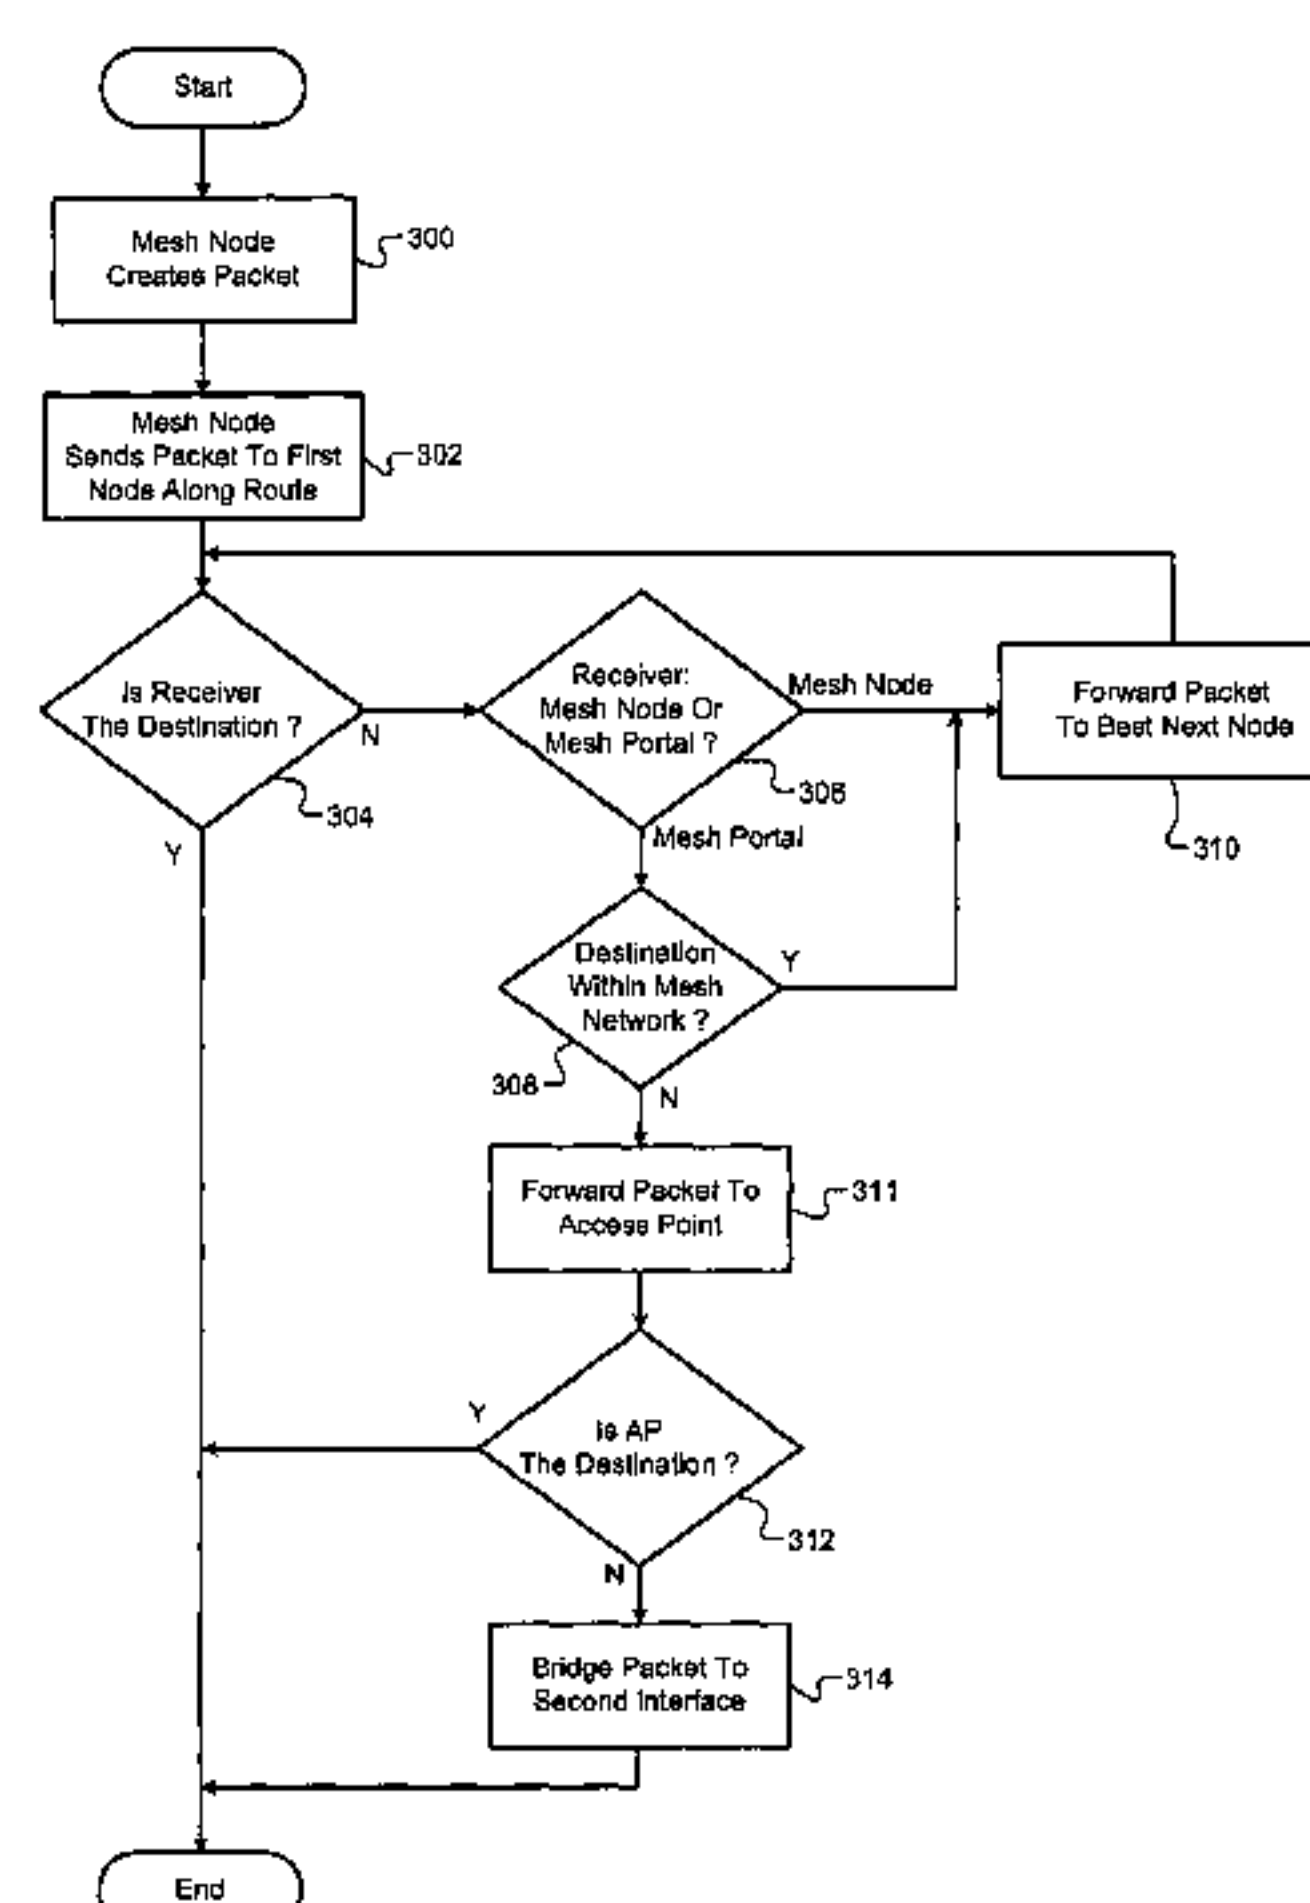 Start
Mesh Node
Creates Packet
300
Mesh Node
Sends Packet To First
Node Along Route
302
Is Receiver
The Destination ?
N
Y
304
Receiver:
Mesh Node Or
Mesh Portal ?
Mesh Node
306
Mesh Portal
Forward Packet
To Best Next Node
310
Destination
Within Mesh
Network ?
Y
308
N
Forward Packet To
Access Point
311
Is AP
The Destination ?
Y
312
N
Bridge Packet To
Second Interface
314
End